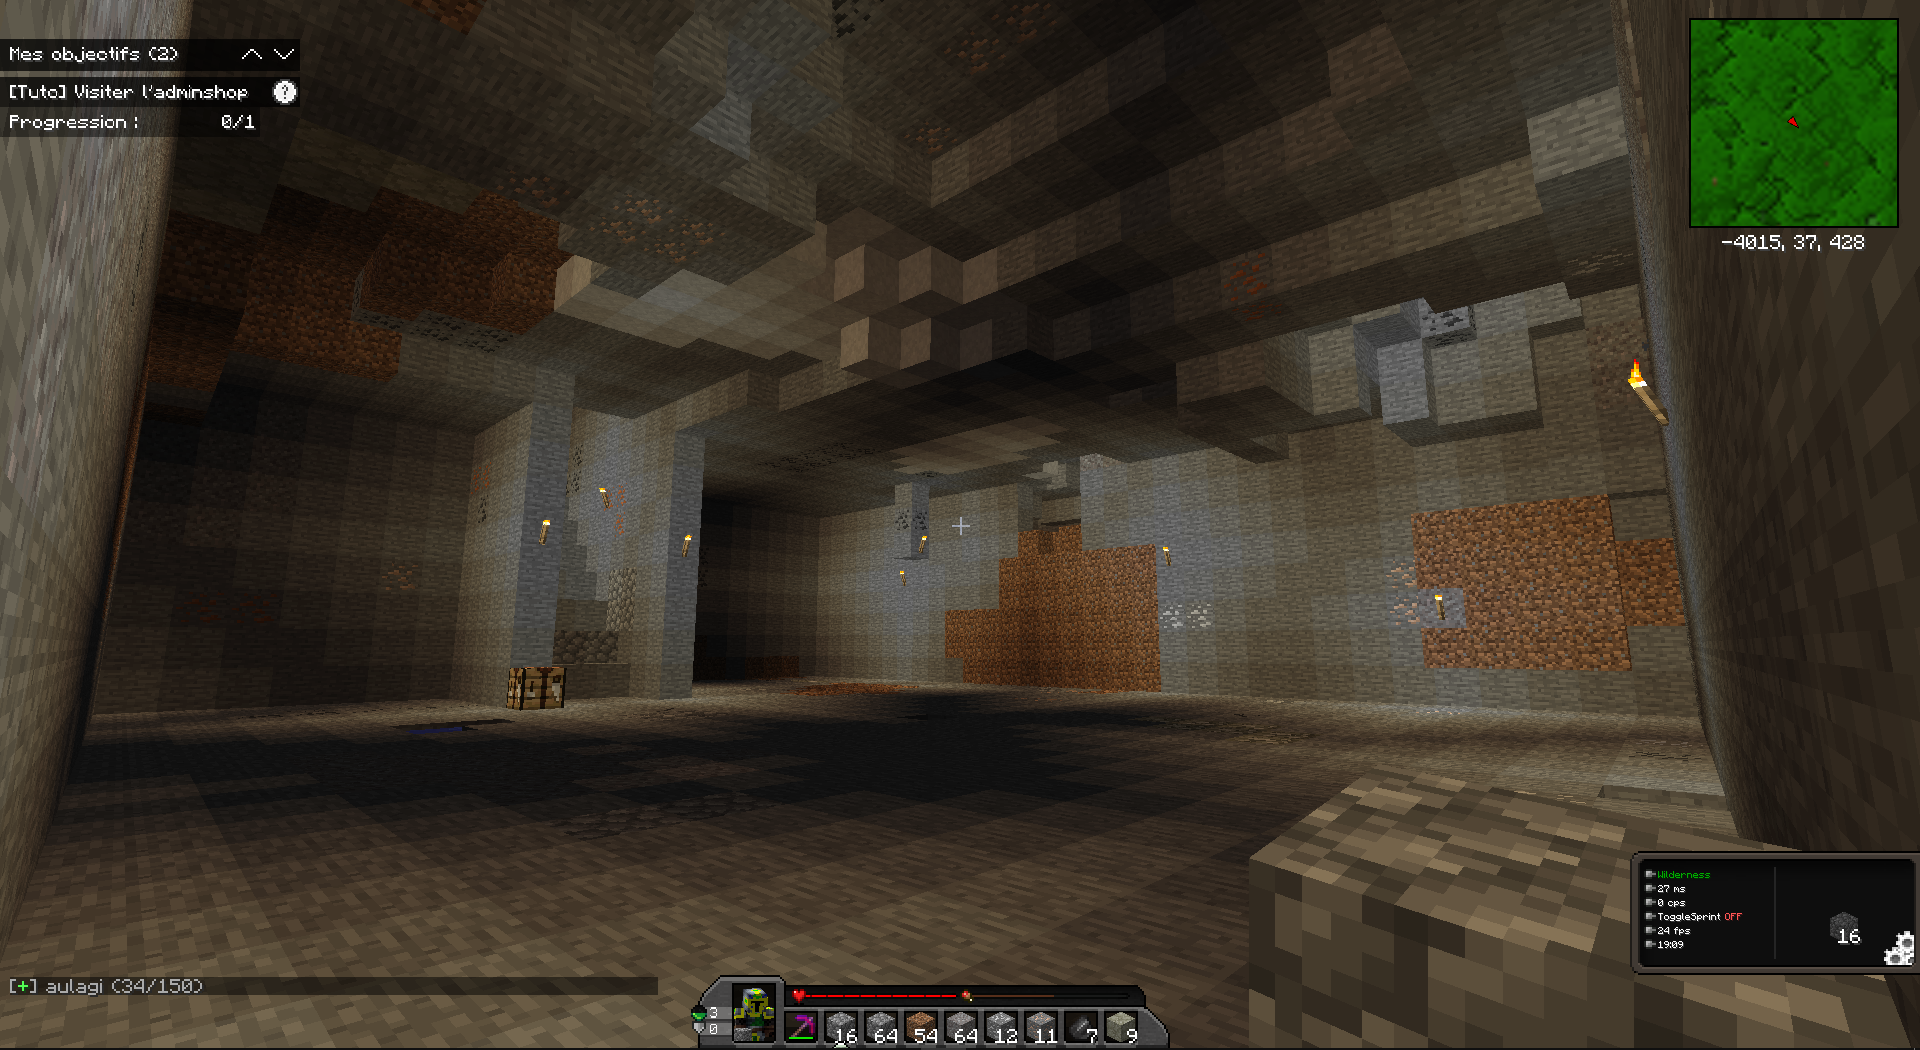 Mes objectifs (2)
[Tuto] Visiter l'adminshop
?
Progression : 0/1
-4015, 37, 428
Wilderness
27 ms
0 cps
ToggleSprint OFF
24 fps
19:09
16
[+] aulagi (34/150)
3
0
16 64 54 64 12 11 7 9